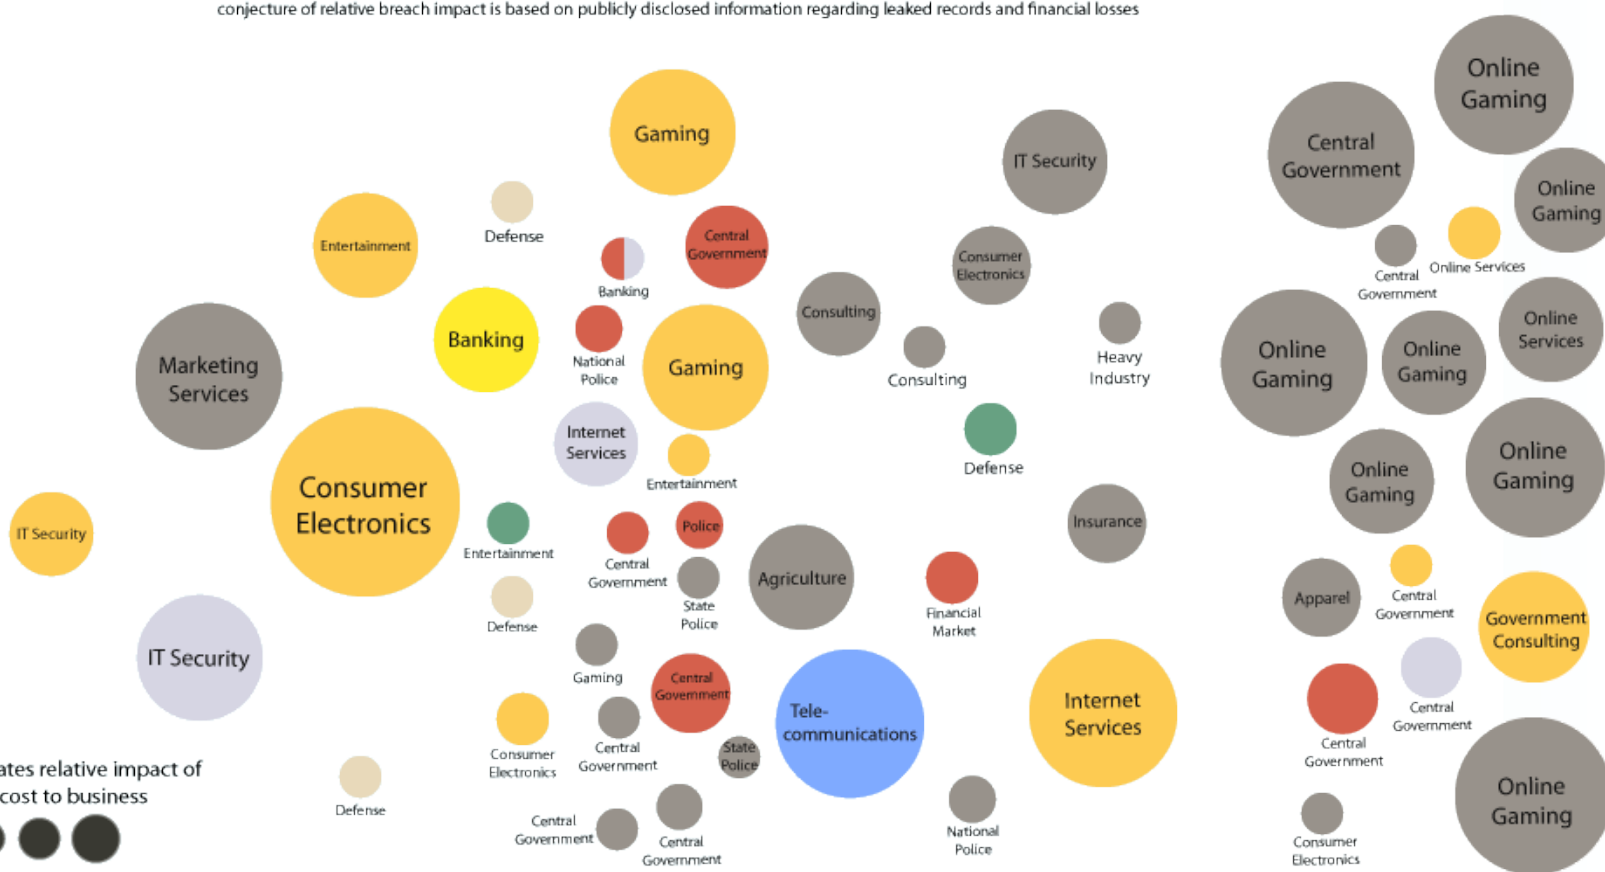 conjecture of relative breach impact is based on publicly disclosed information regarding leaked records and financial losses
Online
Gaming
Gaming
Central
Government
IT Security
Online
Gaming
Entertainment
Defense
Central
Government
Banking
Consumer
Electronics
Central
Government
Online Services
Marketing
Services
Banking
National
Police
Gaming
Consulting
Consulting
Heavy
Industry
Online
Gaming
Online
Gaming
Online
Services
Internet
Services
Entertainment
Defense
Online
Gaming
Online
Gaming
IT Security
Consumer
Electronics
Entertainment
Central
Government
Police
State
Police
Agriculture
Insurance
Financial
Market
Apparel
Central
Government
Government
Consulting
IT Security
Defense
Gaming
Central
Government
Tele-
communications
Internet
Services
Central
Government
Central
Government
Consumer
Electronics
Central
Government
State
Police
ates relative impact of
cost to business
Defense
Central
Government
Central
Government
National
Police
Consumer
Electronics
Online
Gaming